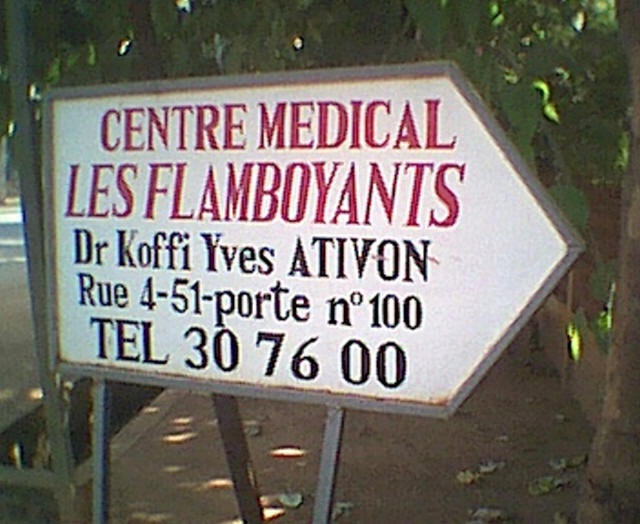 CENTRE MEDICAL
LES FLAMBOYANTS
Dr Koffi Yves ATIVON
Rue 4-51-porte n° 100
TEL 30 76 00